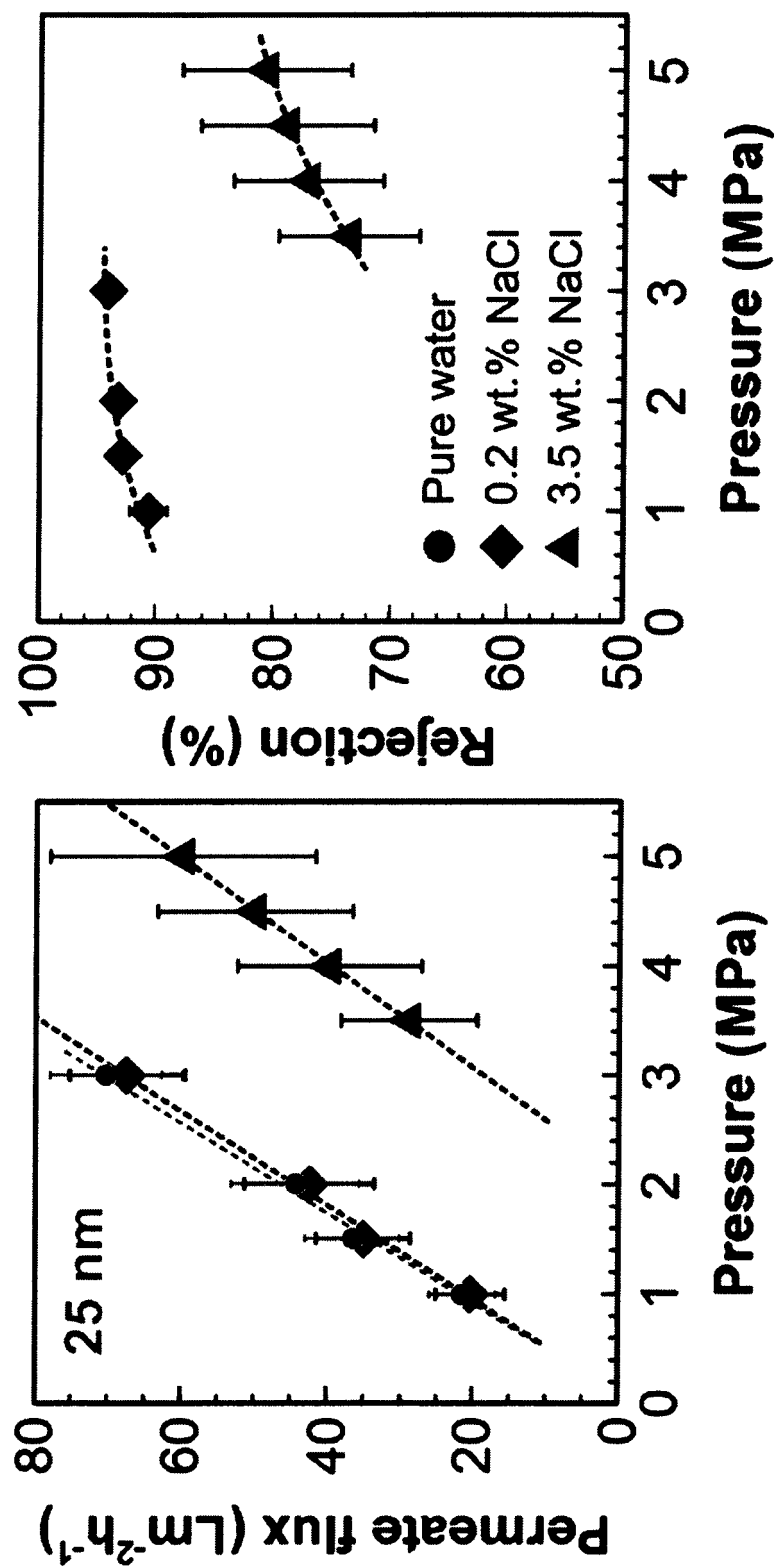 Permeate flux (Lm⁻²h⁻¹)
80
60
40
20
0
25 nm
0 1 2 3 4 5
Pressure (MPa)
Rejection (%)
100
90
80
70
60
50
Pure water
0.2 wt.% NaCl
3.5 wt.% NaCl
0 1 2 3 4 5
Pressure (MPa)